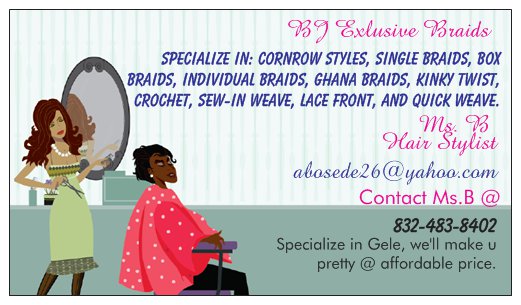 BJ Exlusive Braids
SPECIALIZE IN: CORNROW STYLES, SINGLE BRAIDS, BOX
BRAIDS, INDIVIDUAL BRAIDS, GHANA BRAIDS, KINKY TWIST,
CROCHET, SEW-IN WEAVE, LACE FRONT, AND QUICK WEAVE.
Ms. B
Hair Stylist
abosede26@yahoo.com
Contact Ms.B @
832-483-8402
Specialize in Gele, we'll make u
pretty @ affordable price.